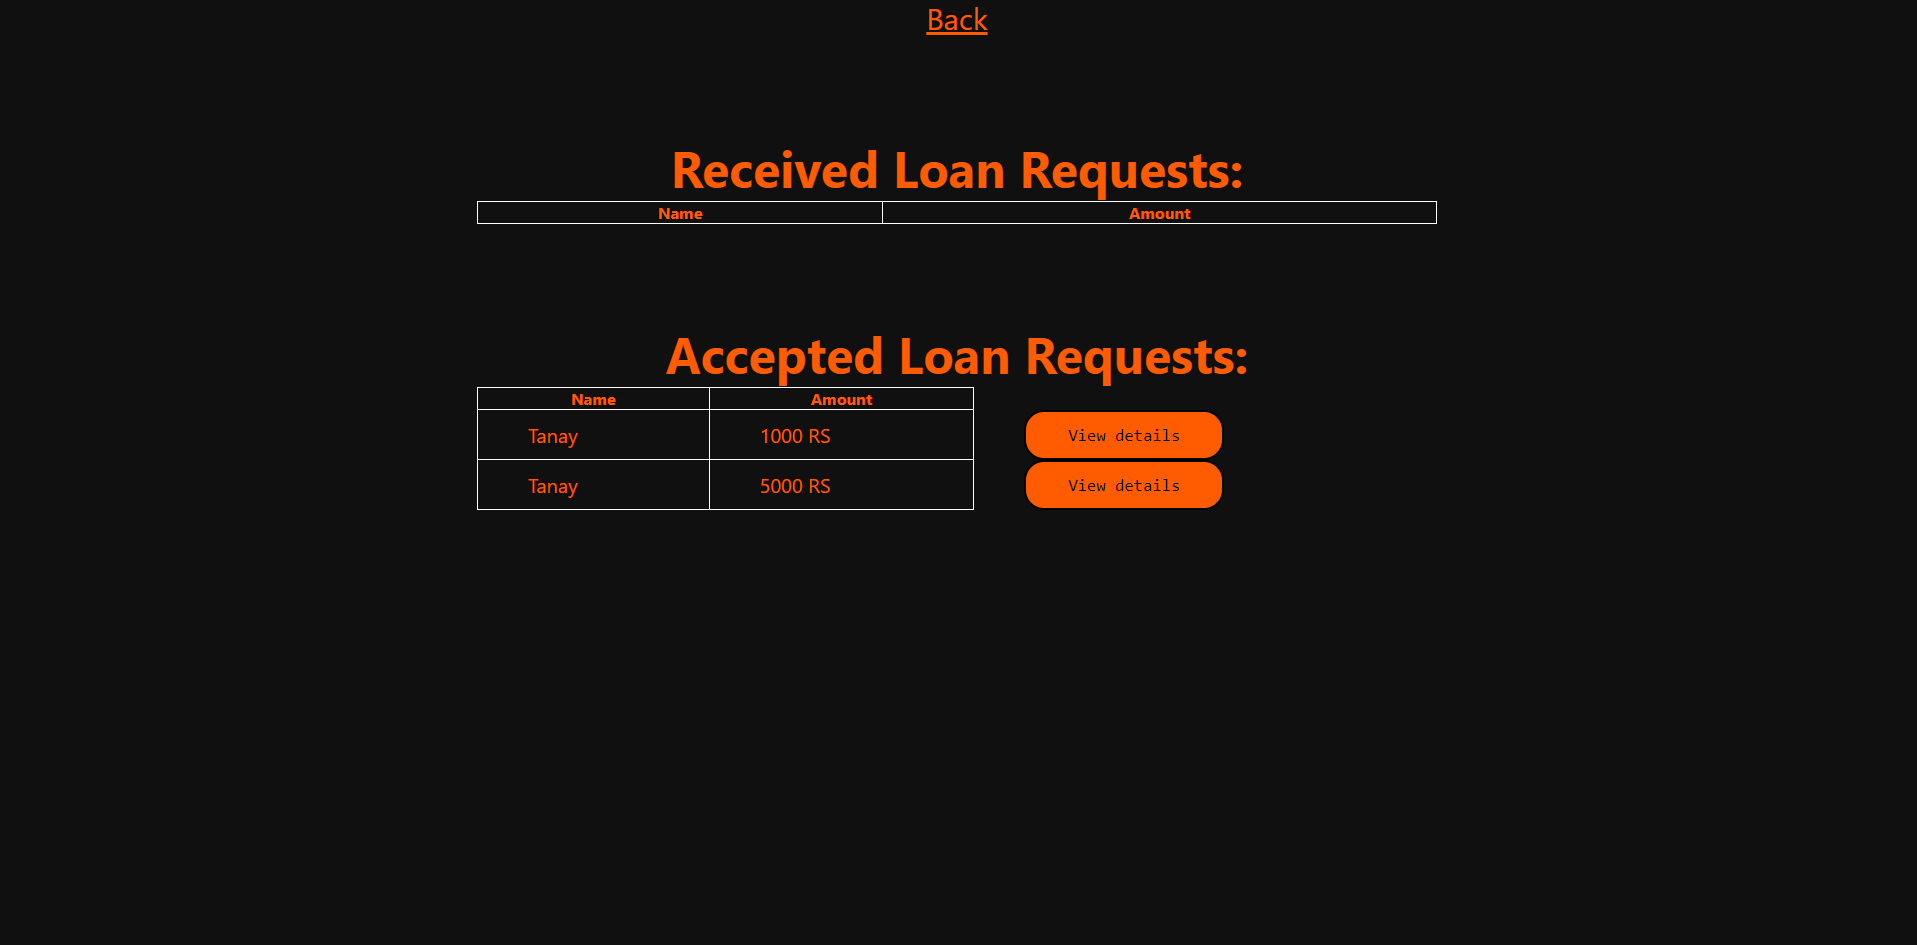 Back
Received Loan Requests:
Name Amount
Accepted Loan Requests:
Name Amount
Tanay 1000 RS View details
Tanay 5000 RS View details